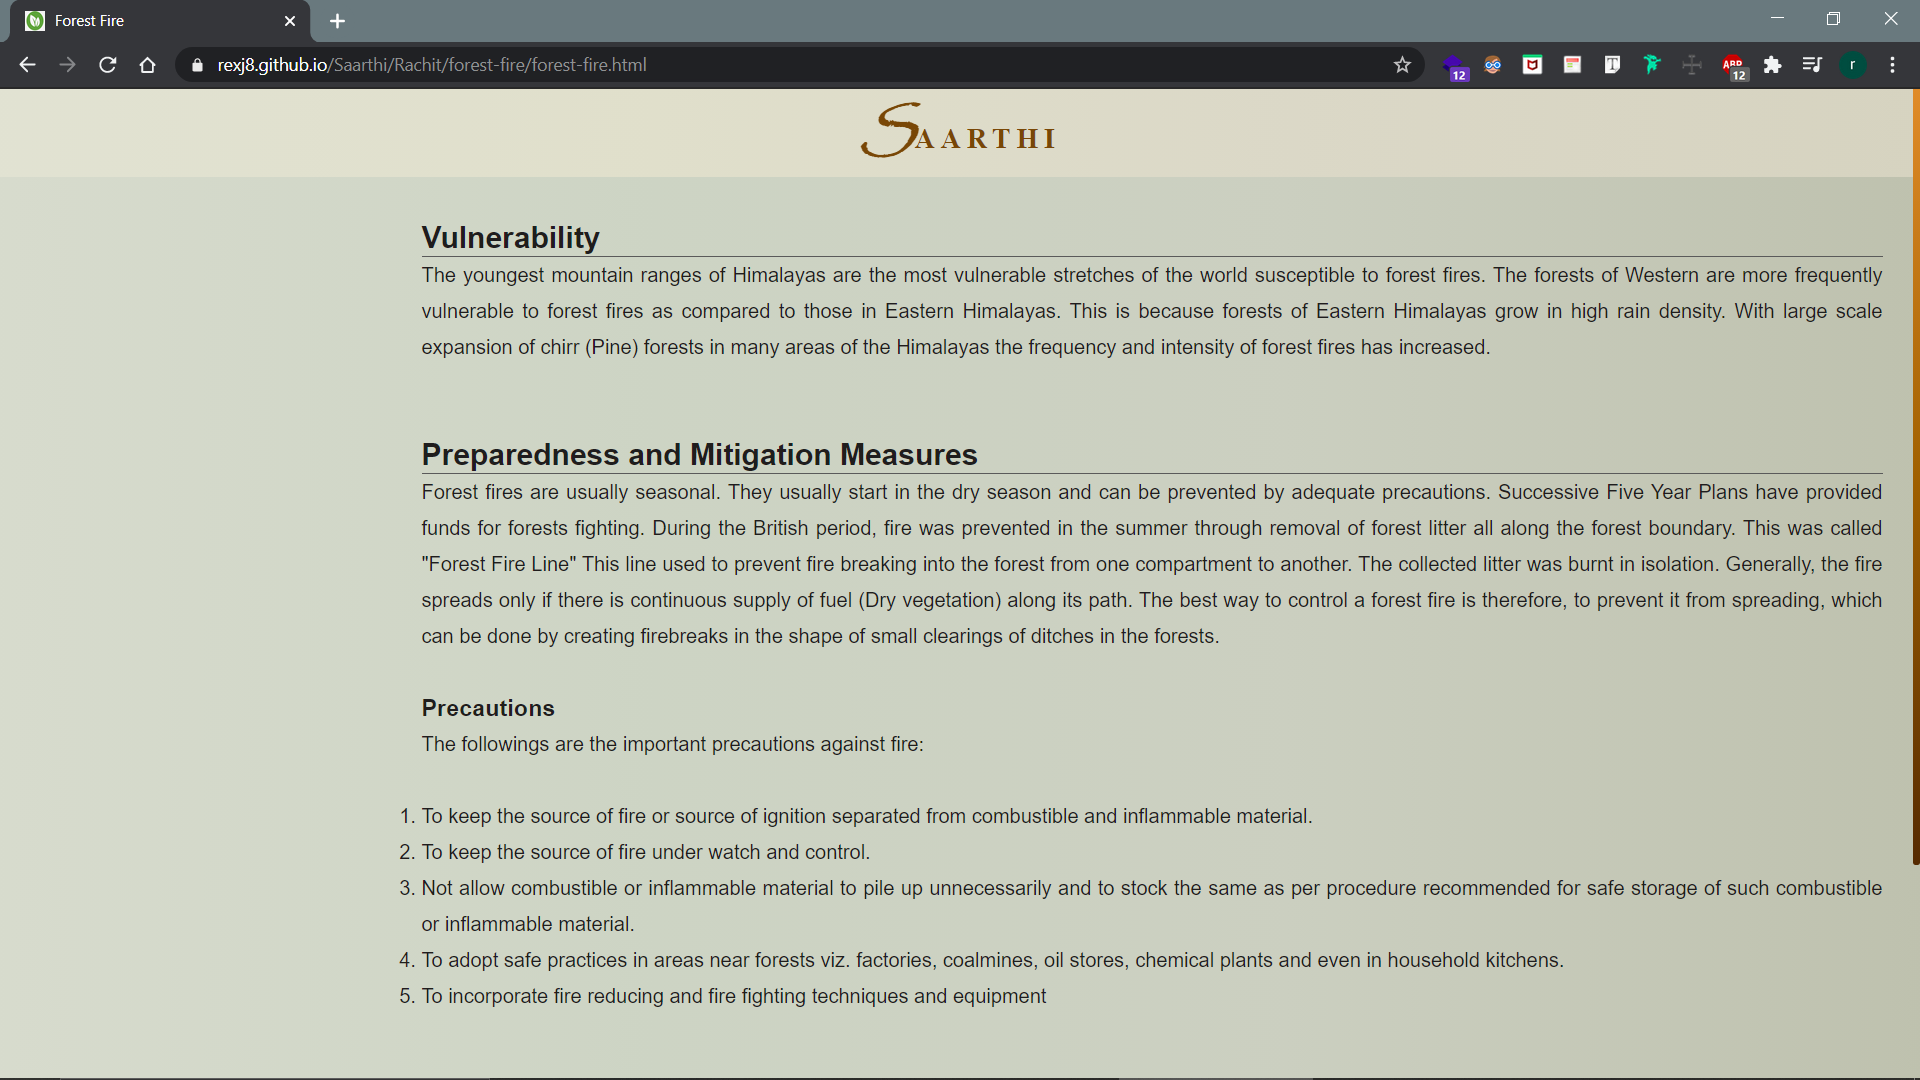 Forest Fire
rexj8.github.io/Saarthi/Rachit/forest-fire/forest-fire.html
12
ABP
12
r
SAARTHI
Vulnerability
The youngest mountain ranges of Himalayas are the most vulnerable stretches of the world susceptible to forest fires. The forests of Western are more frequently
vulnerable to forest fires as compared to those in Eastern Himalayas. This is because forests of Eastern Himalayas grow in high rain density. With large scale
expansion of chirr (Pine) forests in many areas of the Himalayas the frequency and intensity of forest fires has increased.
Preparedness and Mitigation Measures
Forest fires are usually seasonal. They usually start in the dry season and can be prevented by adequate precautions. Successive Five Year Plans have provided
funds for forests fighting. During the British period, fire was prevented in the summer through removal of forest litter all along the forest boundary. This was called
"Forest Fire Line" This line used to prevent fire breaking into the forest from one compartment to another. The collected litter was burnt in isolation. Generally, the fire
spreads only if there is continuous supply of fuel (Dry vegetation) along its path. The best way to control a forest fire is therefore, to prevent it from spreading, which
can be done by creating firebreaks in the shape of small clearings of ditches in the forests.
Precautions
The followings are the important precautions against fire:
1. To keep the source of fire or source of ignition separated from combustible and inflammable material.
2. To keep the source of fire under watch and control.
3. Not allow combustible or inflammable material to pile up unnecessarily and to stock the same as per procedure recommended for safe storage of such combustible
or inflammable material.
4. To adopt safe practices in areas near forests viz. factories, coalmines, oil stores, chemical plants and even in household kitchens.
5. To incorporate fire reducing and fire fighting techniques and equipment